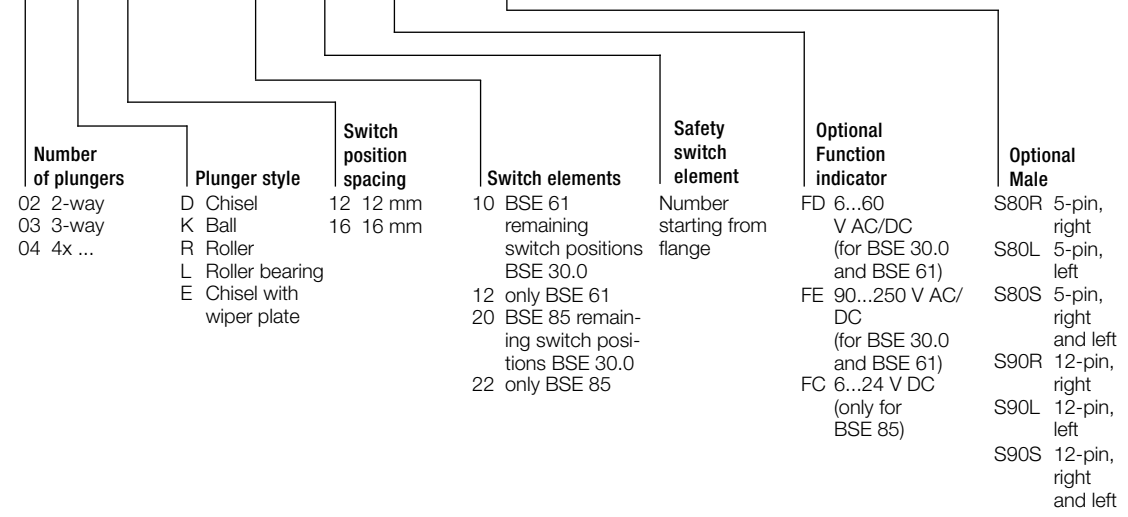 Number
of plungers
02 2-way
03 3-way
04 4x ...
Plunger style
D Chisel
K Ball
R Roller
L Roller bearing
E Chisel with
wiper plate
Switch
position
spacing
12 12 mm
16 16 mm
Switch elements
10 BSE 61
remaining
switch positions
BSE 30.0
12 only BSE 61
20 BSE 85 remain-
ing switch posi-
tions BSE 30.0
22 only BSE 85
Safety
switch
element
Number
starting from
flange
Optional
Function
indicator
FD 6...60
V AC/DC
(for BSE 30.0
and BSE 61)
FE 90...250 V AC/
DC
(for BSE 30.0
and BSE 61)
FC 6...24 V DC
(only for
BSE 85)
Optional
Male
S80R 5-pin,
right
S80L 5-pin,
left
S80S 5-pin,
right
and left
S90R 12-pin,
right
S90L 12-pin,
left
S90S 12-pin,
right
and left